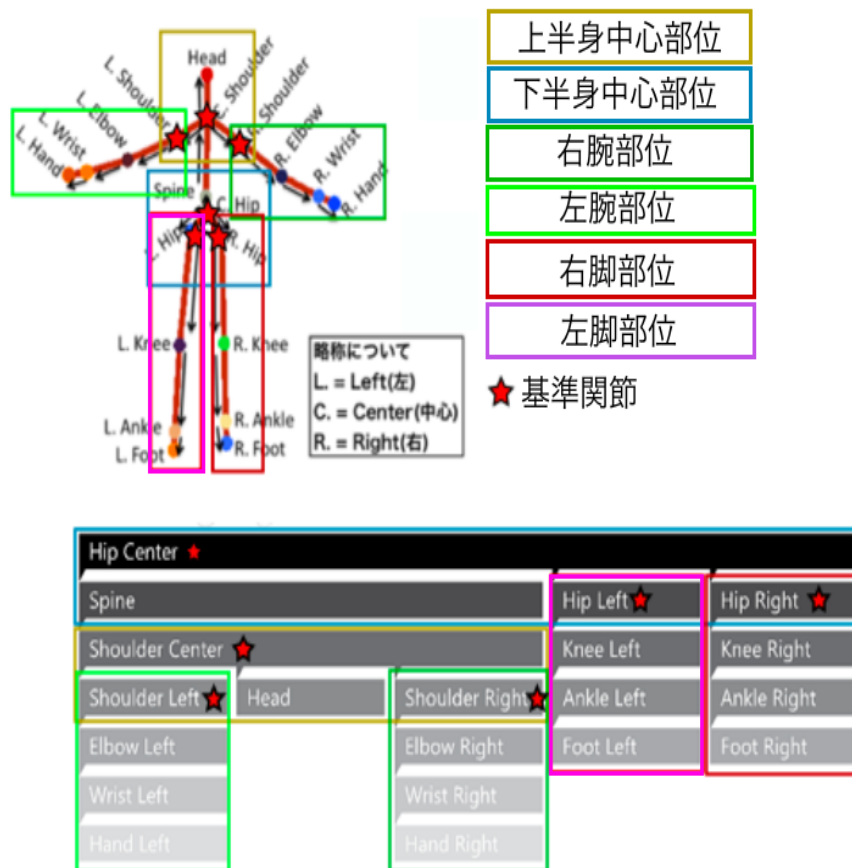 上半身中心部位
下半身中心部位
右腕部位
左腕部位
右脚部位
左脚部位
基準関節
Head
L. Shoulder
C. Shoulder
R. Shoulder
L. Elbow
R. Elbow
L. Wrist
R. Wrist
L. Hand
R. Hand
Spine
C. Hip
L. Hip
R. Hip
L. Knee
R. Knee
L. Ankle
R. Ankle
L. Foot
R. Foot
略称について
L. = Left(左)
C. = Center(中心)
R. = Right(右)
Hip Center
Spine
Hip Left
Hip Right
Shoulder Center
Knee Left
Knee Right
Shoulder Left
Head
Shoulder Right
Ankle Left
Ankle Right
Elbow Left
Elbow Right
Foot Left
Foot Right
Wrist Left
Wrist Right
Hand Left
Hand Right